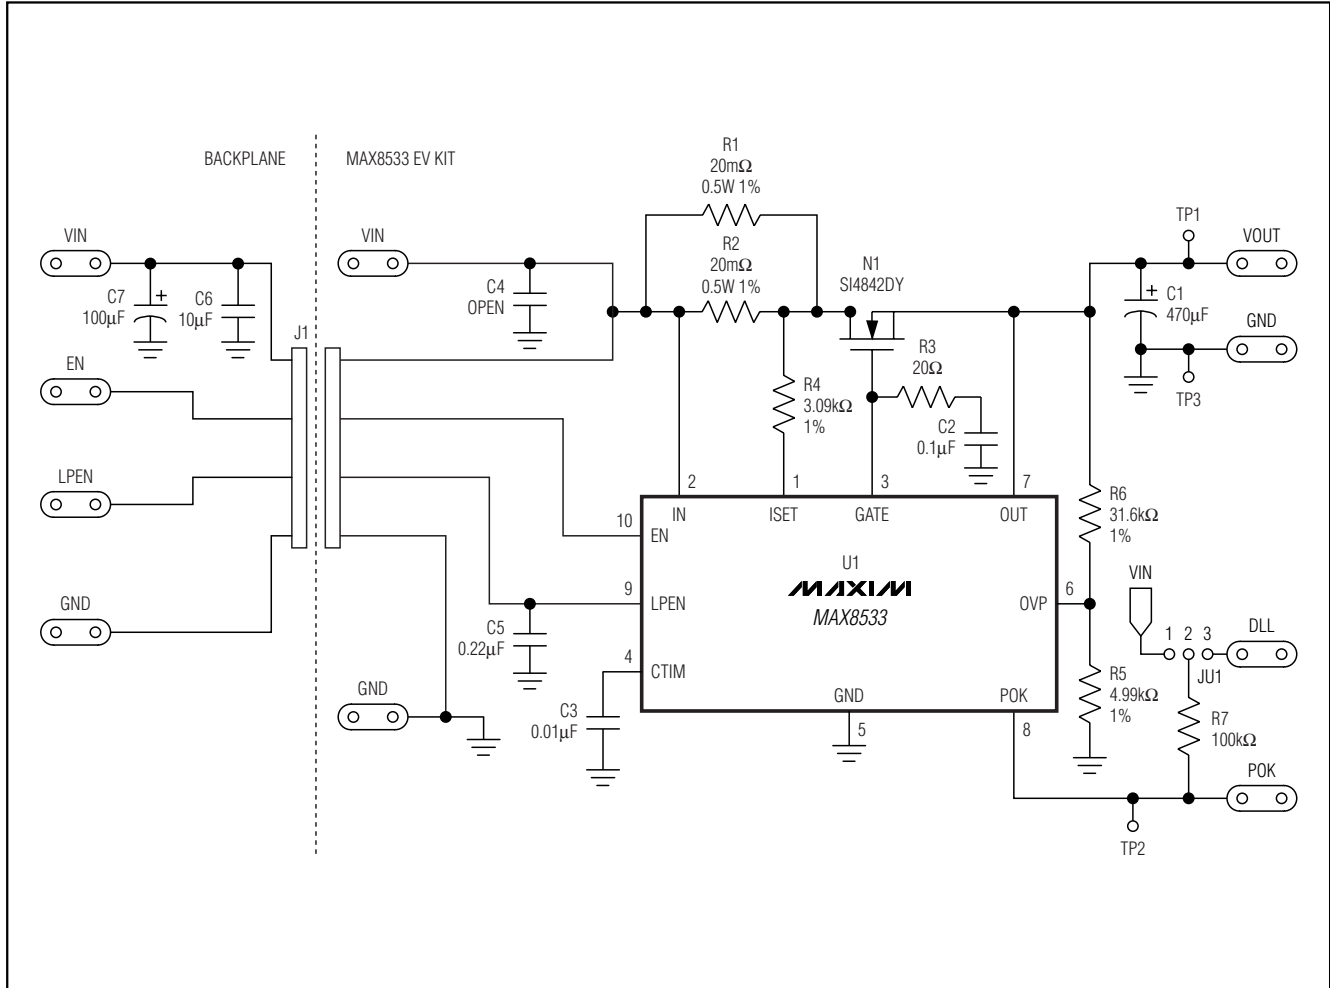 BACKPLANE
MAX8533 EV KIT
R1
20mΩ
0.5W 1%
VIN
C7
100µF
+
C6
10µF
J1
EN
LPEN
GND
VIN
C4
OPEN
R2
20mΩ
0.5W 1%
N1
SI4842DY
TP1
VOUT
+
C1
470µF
GND
TP3
R4
3.09kΩ
1%
R3
20Ω
C2
0.1µF
2
1
3
7
IN
ISET
GATE
OUT
10
EN
9
LPEN
4
CTIM
U1
MAXIM
MAX8533
6
OVP
GND
5
POK
8
C5
0.22µF
C3
0.01µF
GND
R6
31.6kΩ
1%
R5
4.99kΩ
1%
VIN
1 2 3
JU1
DLL
R7
100kΩ
POK
TP2